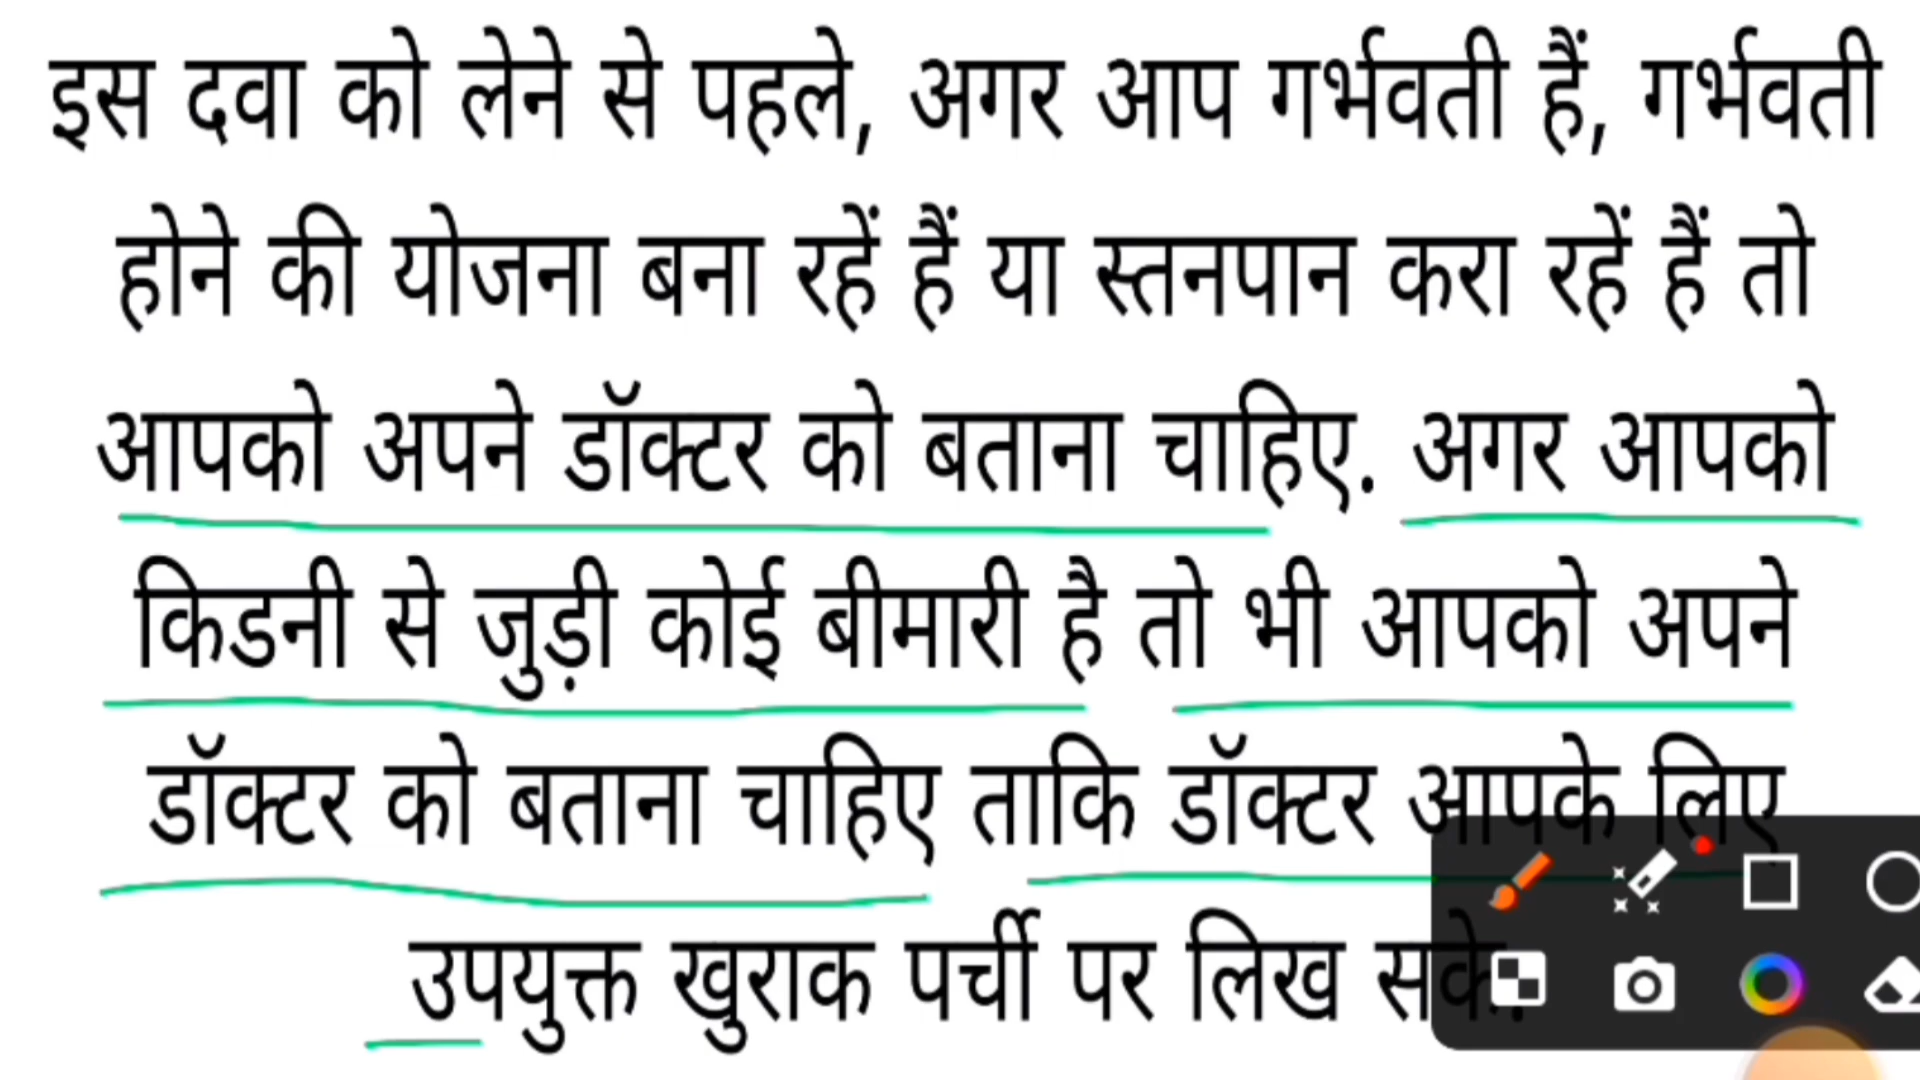 इस दवा को लेने से पहले, अगर आप गर्भवती हैं, गर्भवती
होने की योजना बना रहें हैं या स्तनपान करा रहें हैं तो
आपको अपने डॉक्टर को बताना चाहिए. अगर आपको
किडनी से जुड़ी कोई बीमारी है तो भी आपको अपने
डॉक्टर को बताना चाहिए ताकि डॉक्टर आपके लिए
उपयुक्त खुराक पर्ची पर लिख सके.